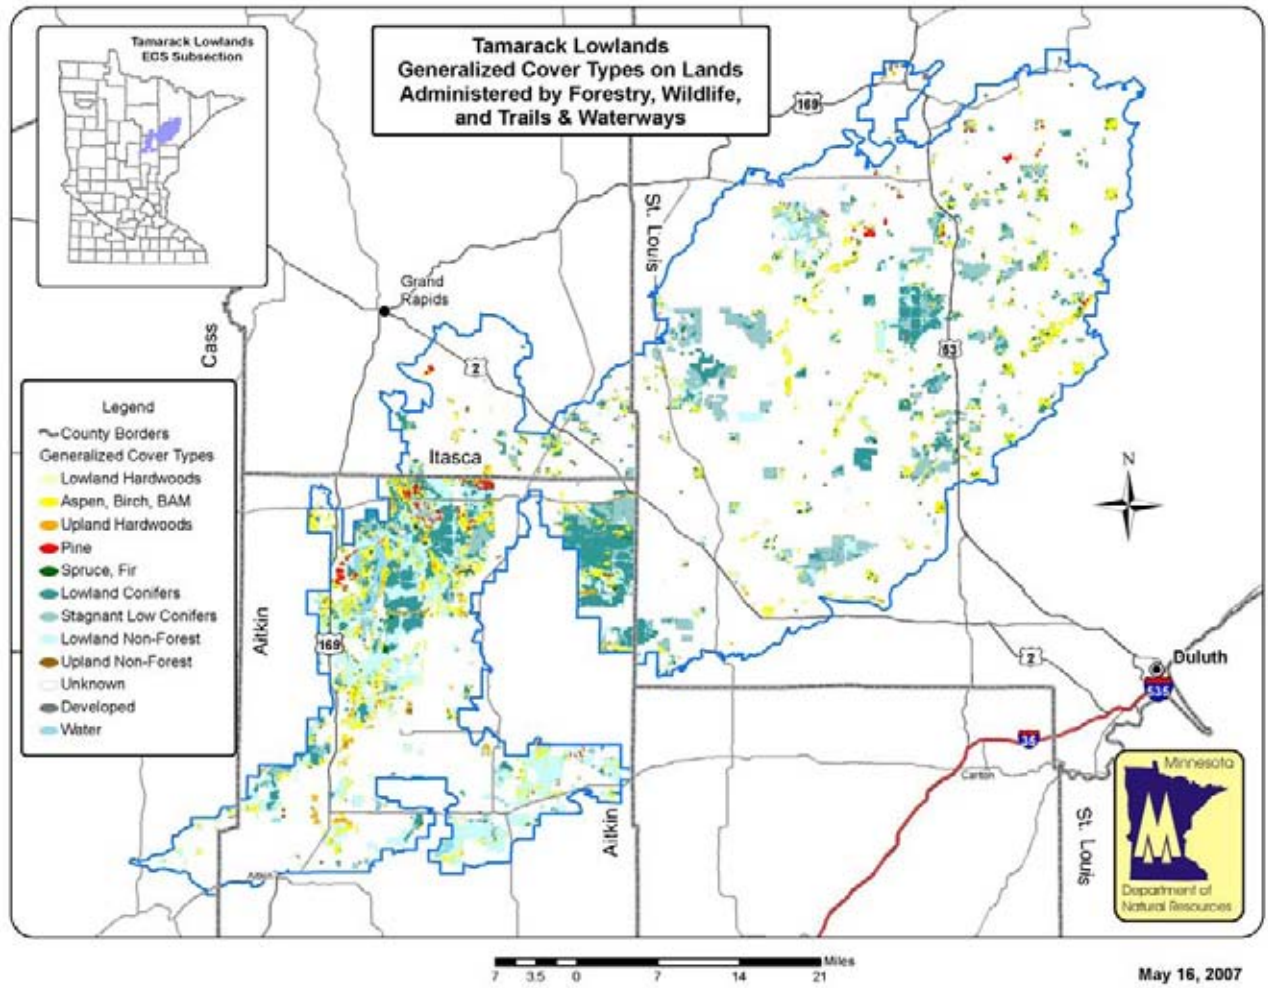 Tamarack Lowlands
ECS Subsection
Tamarack Lowlands
Generalized Cover Types on Lands
Administered by Forestry, Wildlife,
and Trails & Waterways
169
St. Louis
Grand
Rapids
Cass
2
53
Itasca
N
Legend
County Borders
Generalized Cover Types
Lowland Hardwoods
Aspen, Birch, BAM
Upland Hardwoods
Pine
Spruce, Fir
Lowland Conifers
Stagnant Low Conifers
Lowland Non-Forest
Upland Non-Forest
Unknown
Developed
Water
Aitkin
169
2
Duluth
535
35
Carlton
Aitkin
St. Louis
Aitkin
Minnesota
Department of
Natural Resources
7 3.5 0 7 14 21 Miles
May 16, 2007